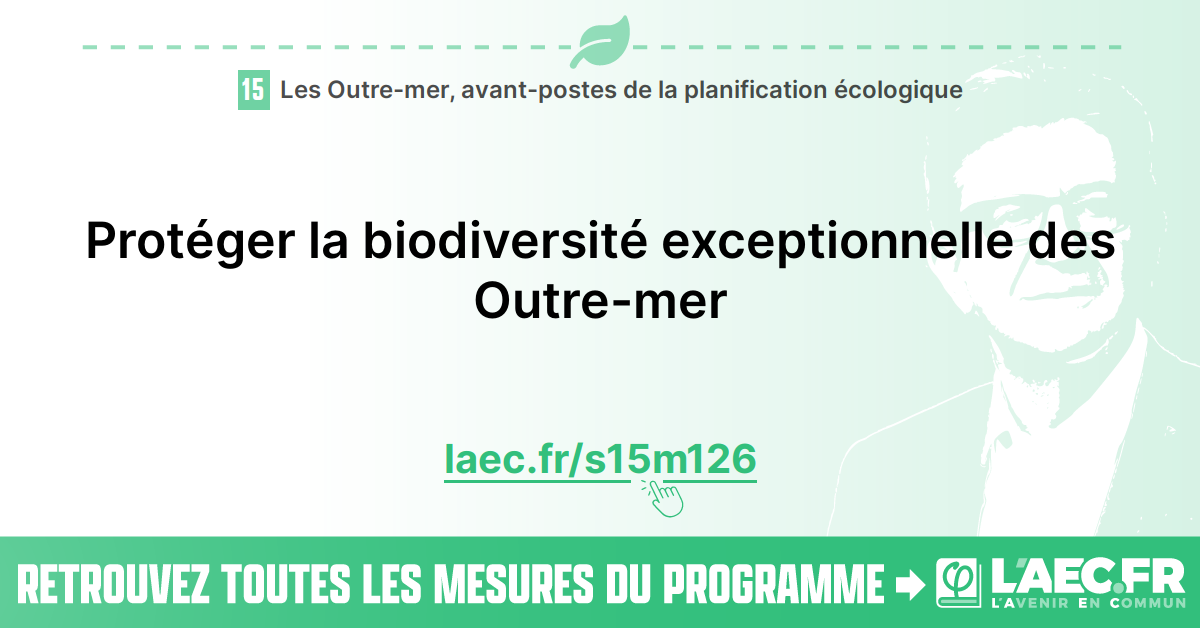 15 Les Outre-mer, avant-postes de la planification écologique
Protéger la biodiversité exceptionnelle des
Outre-mer
laec.fr/s15m126
RETROUVEZ TOUTES LES MESURES DU PROGRAMME
φ L'AEC.FR
L'AVENIR EN COMMUN